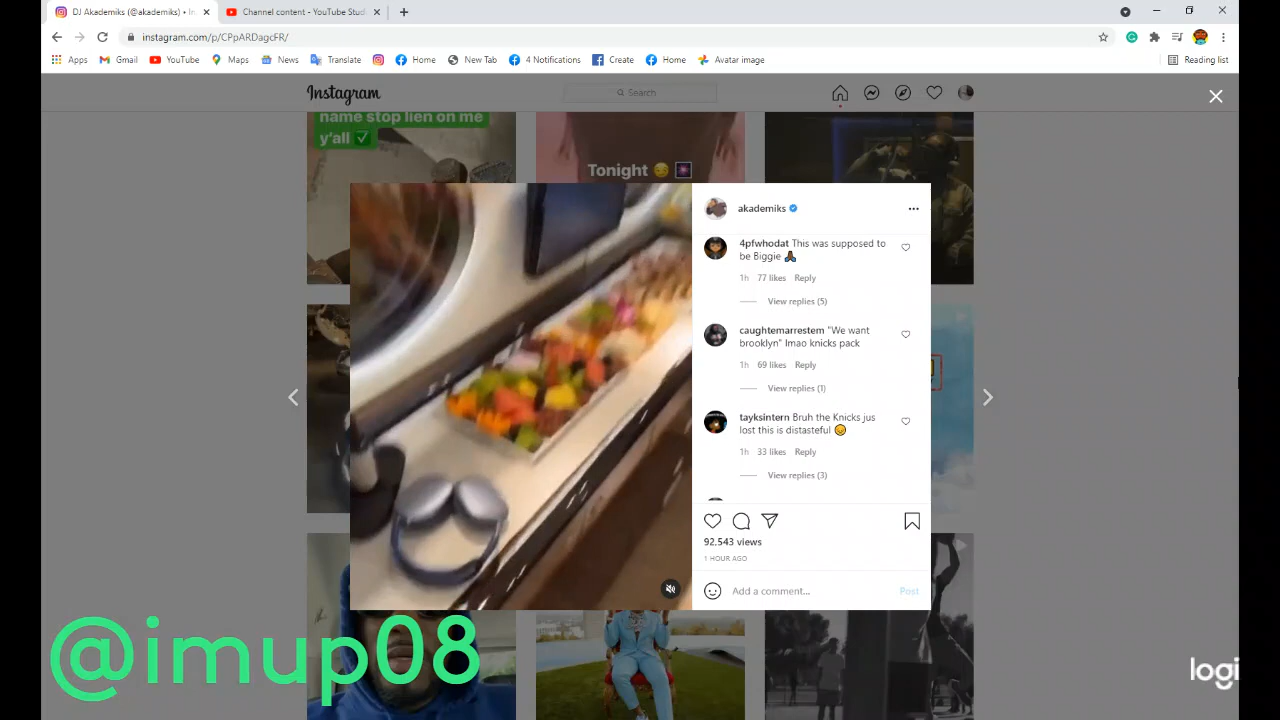 DJ Akademiks (@akademiks) • In
Channel content - YouTube Stud
instagram.com/p/CPpARDagcFR/
Apps
Gmail
YouTube
Maps
News
Translate
Home
New Tab
4 Notifications
Create
Home
Avatar image
Reading list
Instagram
Search
name stop lien on me
y'all
Tonight
akademiks
4pfwhodat This was supposed to
be Biggie
1h 77 likes Reply
View replies (5)
caughtemarrestem "We want
brooklyn" lmao knicks pack
1h 69 likes Reply
View replies (1)
tayksintern Bruh the Knicks jus
lost this is distasteful
1h 33 likes Reply
View replies (3)
92,543 views
1 HOUR AGO
Add a comment...
Post
@imup08
logi